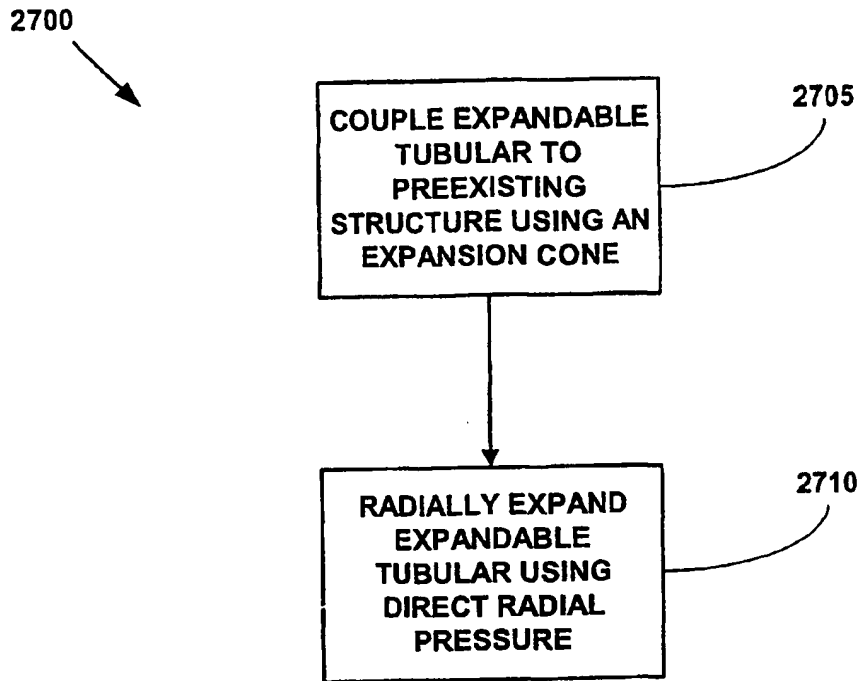 2700
2705
COUPLE EXPANDABLE
TUBULAR TO
PREEXISTING
STRUCTURE USING AN
EXPANSION CONE
2710
RADIALLY EXPAND
EXPANDABLE
TUBULAR USING
DIRECT RADIAL
PRESSURE